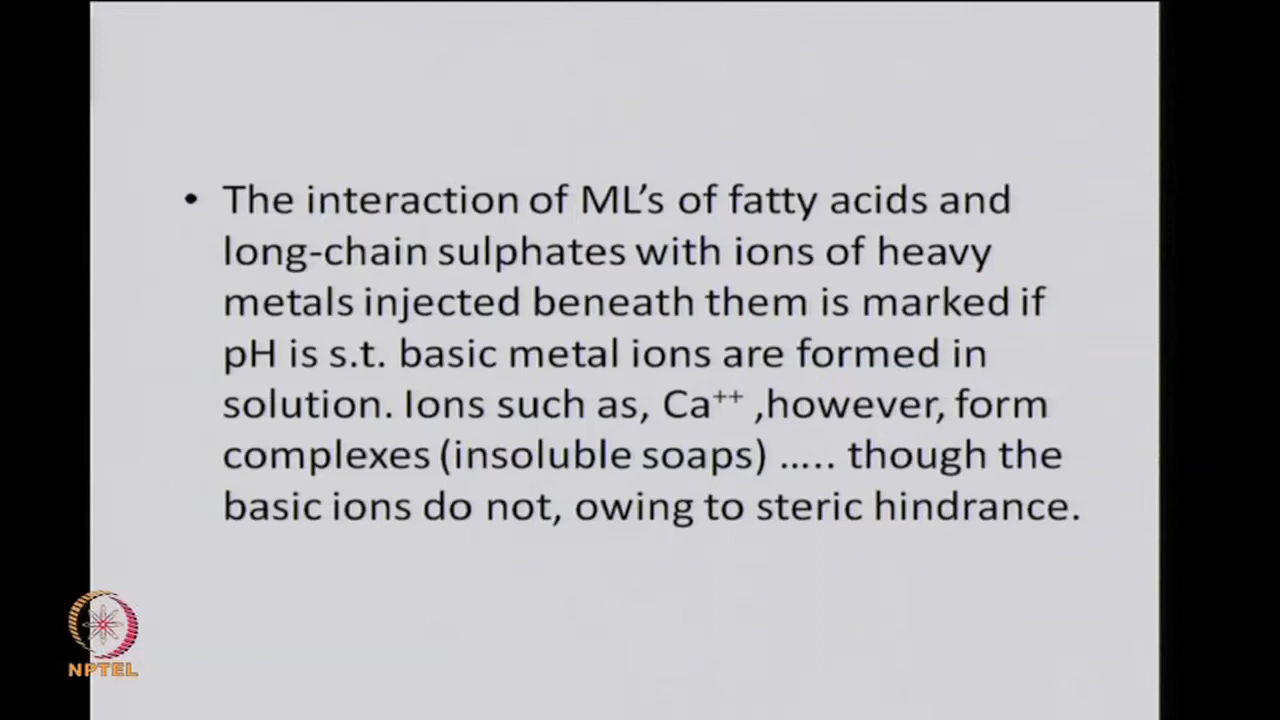 • The interaction of ML’s of fatty acids and
long-chain sulphates with ions of heavy
metals injected beneath them is marked if
pH is s.t. basic metal ions are formed in
solution. Ions such as, Ca⁺⁺ ,however, form
complexes (insoluble soaps) ….. though the
basic ions do not, owing to steric hindrance.
NPTEL